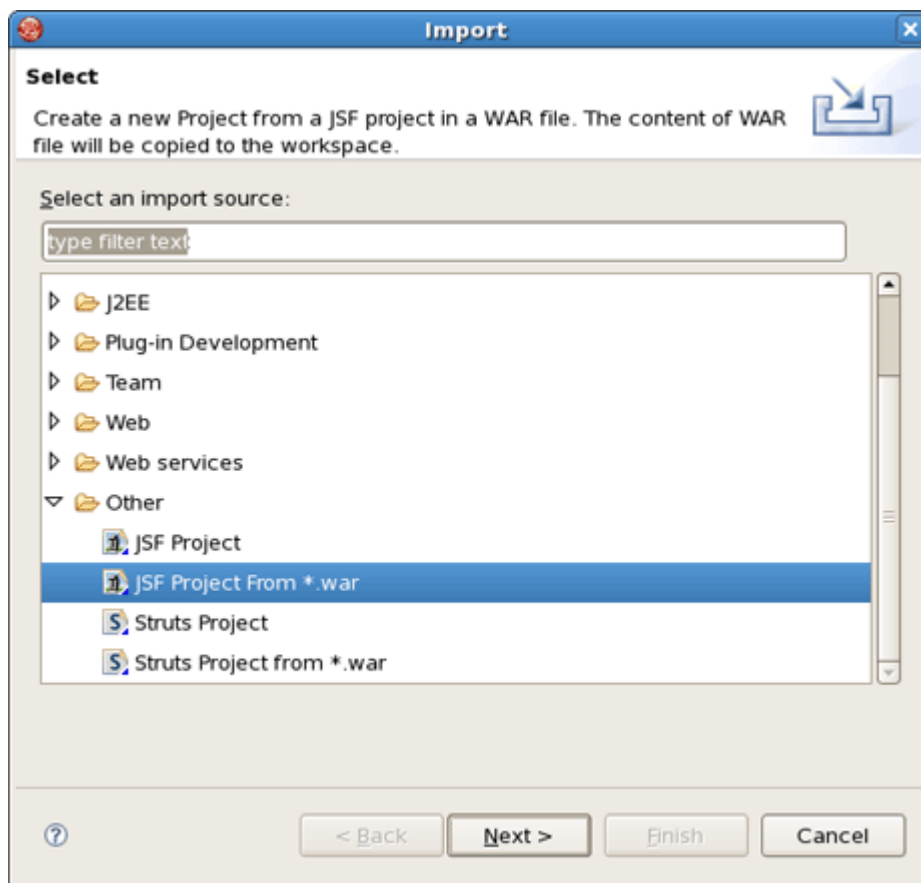 Import
Select
Create a new Project from a JSF project in a WAR file. The content of WAR
file will be copied to the workspace.
Select an import source:
type filter text
J2EE
Plug-in Development
Team
Web
Web services
Other
JSF Project
JSF Project From *.war
Struts Project
Struts Project from *.war
< Back Next > Finish Cancel